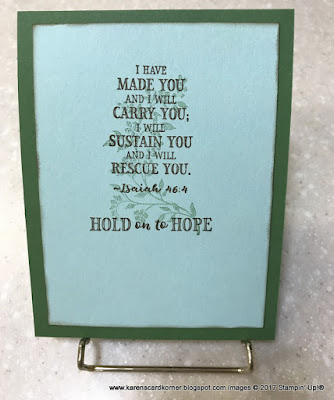 I HAVE
MADE YOU
AND I WILL
CARRY YOU;
I WILL
SUSTAIN YOU
AND I WILL
RESCUE YOU.
~Isaiah 46:4
HOLD on to HOPE
www.karenscardkorner.blogspot.com images © 2017 Stampin' Up!®